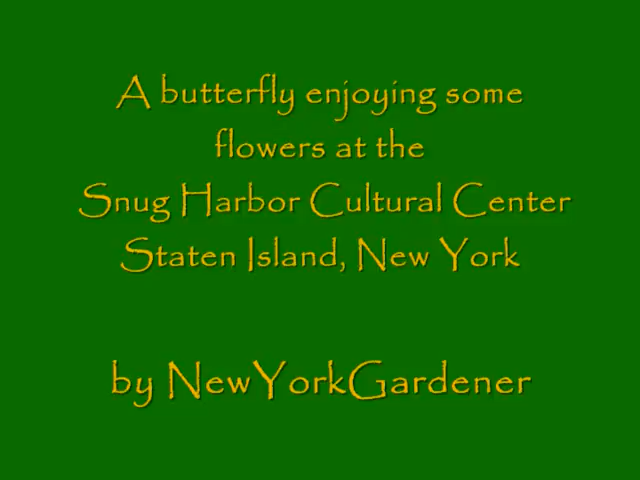 A butterfly enjoying some
flowers at the
Snug Harbor Cultural Center
Staten Island, New York
by NewYorkGardener